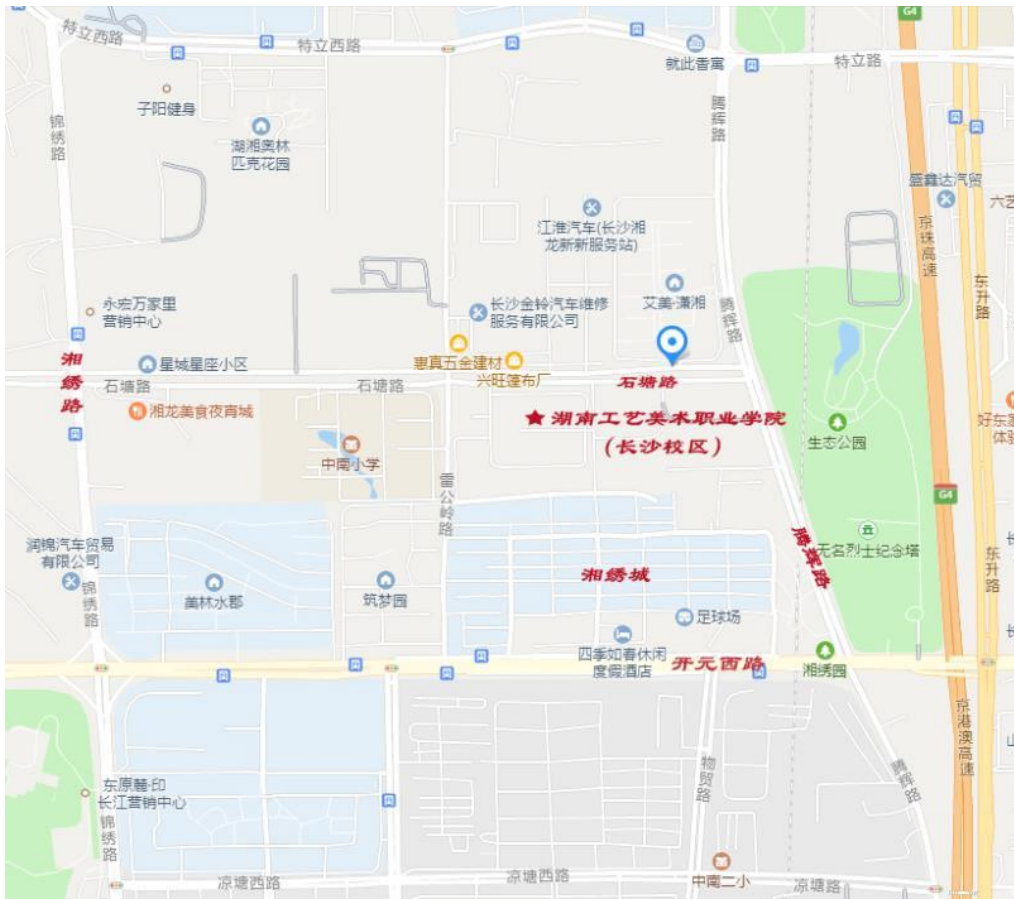 G4
特立西路
特立西路
就此香寓
特立路
子阳健身
腾辉路
锦绣路
湖湘奥林
匹克花园
盛鑫达汽贸
六艺
江淮汽车(长沙湘
龙新新服务站)
京珠高速
东升路
艾美·潇湘
永宏万家里
营销中心
长沙金铃汽车维修
服务有限公司
腾辉路
湘绣路
星城星座小区
惠真五金建材
兴旺篷布厂
石塘路
石塘路
石塘路
湘龙美食夜宵城
★湖南工艺美术职业学院
(长沙校区)
生态公园
好东家
体验
中南小学
雷公岭路
G4
润锦汽车贸易
有限公司
无名烈士纪念塔
腾辉路
东升路
长
锦绣路
美林水郡
筑梦园
湘绣城
足球场
长
四季如春休闲
度假酒店
开元西路
湘绣园
京港澳高速
山
物贸路
腾辉路
东原麓·印
长江营销中心
锦绣路
凉塘西路
凉塘西路
中南二小
凉塘路